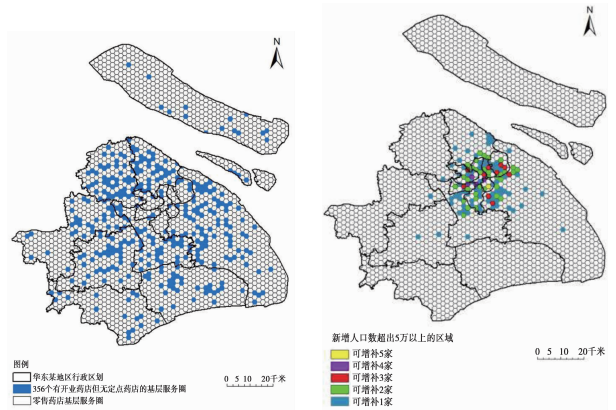 N
图例
华东某地区行政区划
356个有开业药店但无定点药店的基层服务圈
零售药店基层服务圈
0 5 10 20千米
N
新增人口数超出5万以上的区域
可增补5家
可增补4家
可增补3家
可增补2家
可增补1家
0 5 10 20千米